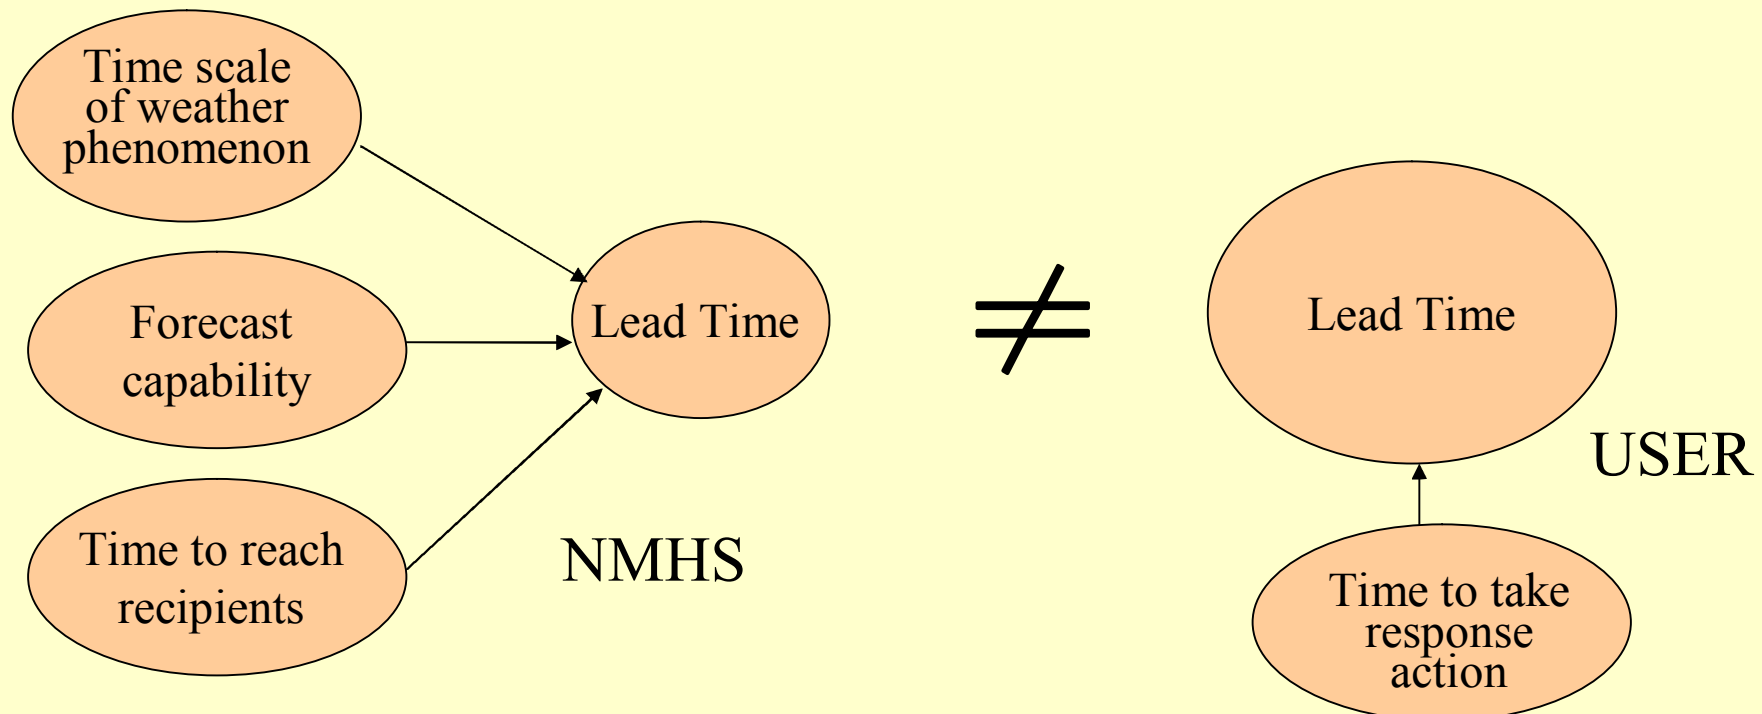 Time scale
of weather
phenomenon
Forecast
capability
Time to reach
recipients
Lead Time
NMHS
≠
Lead Time
USER
Time to take
response
action